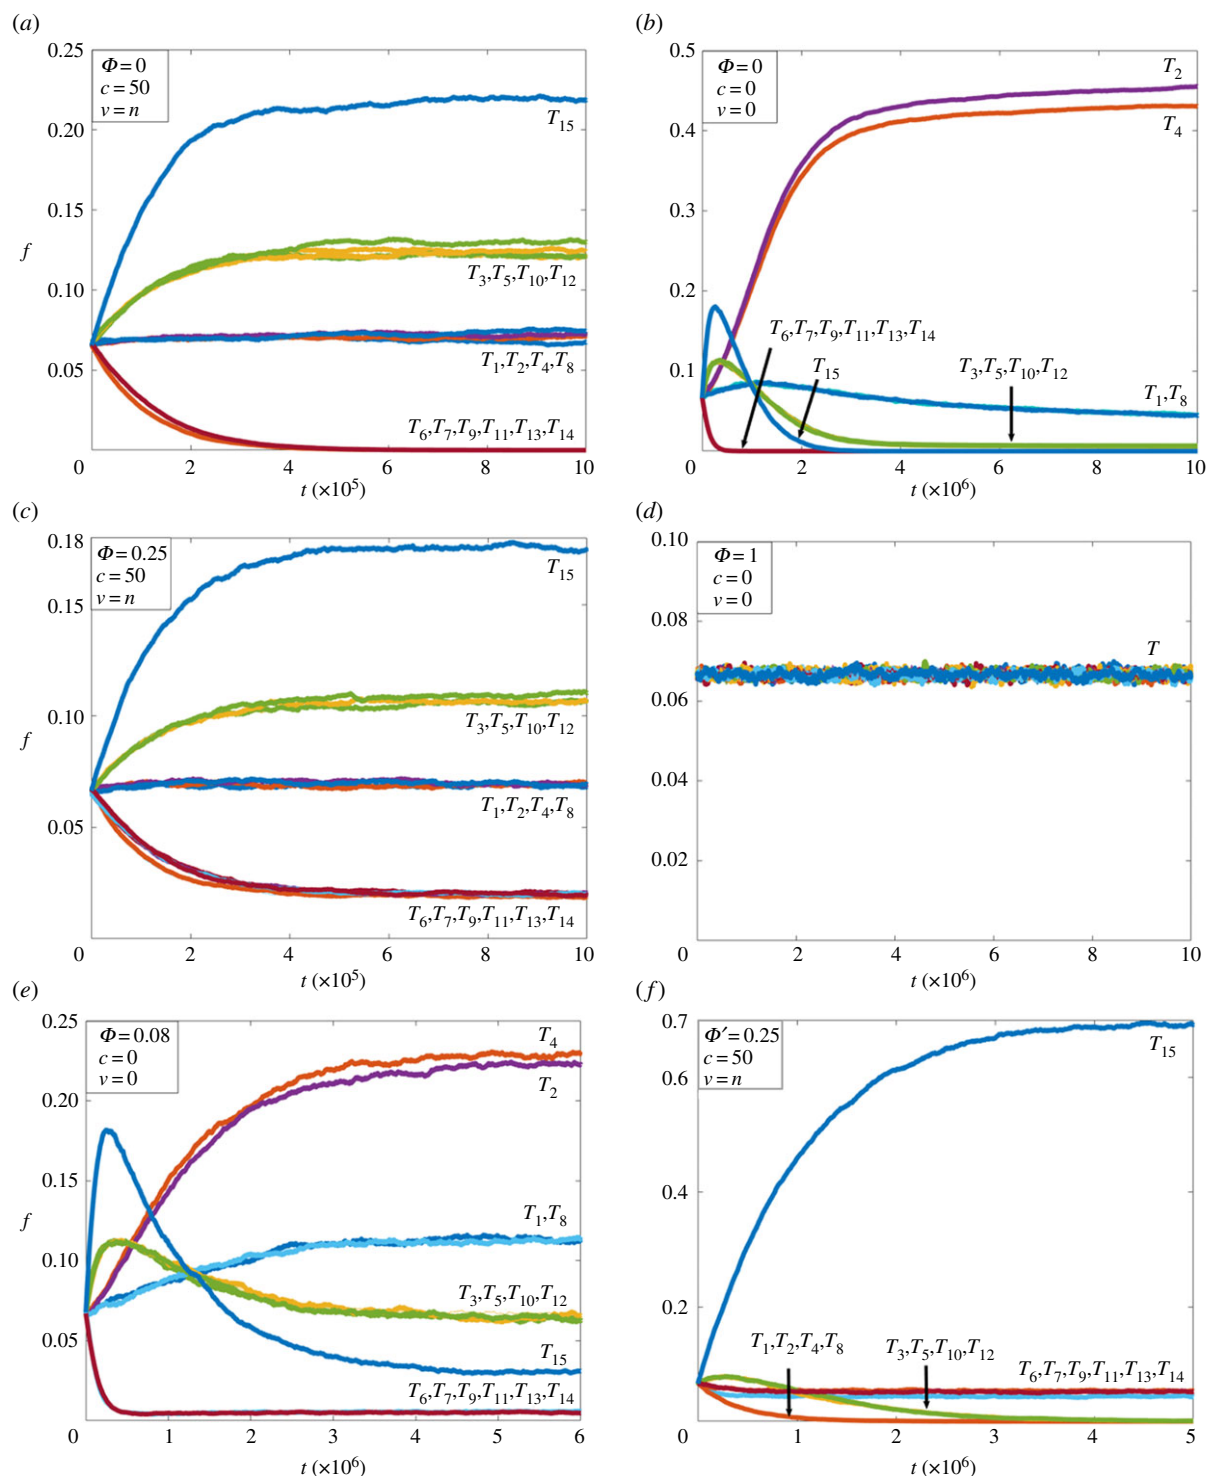 (a)
0.25
Φ = 0
c = 50
v = n
0.20
T15
0.15
f
0.10
T3,T5,T10,T12
T1,T2,T4,T8
0.05
T6,T7,T9,T11,T13,T14
0 2 4 6 8 10
t (×10^5)
(b)
0.5
Φ = 0
c = 0
v = 0
T2
0.4
T4
0.3
0.2
T6,T7,T9,T11,T13,T14
T15
T3,T5,T10,T12
T1,T8
0.1
0 2 4 6 8 10
t (×10^6)
(c)
0.18
Φ = 0.25
c = 50
v = n
T15
0.15
0.10
T3,T5,T10,T12
f
T1,T2,T4,T8
0.05
T6,T7,T9,T11,T13,T14
0 2 4 6 8 10
t (×10^5)
(d)
0.10
Φ = 1
c = 0
v = 0
0.08
T
0.06
0.04
0.02
0 2 4 6 8 10
t (×10^6)
(e)
0.25
Φ = 0.08
c = 0
v = 0
T4
T2
0.20
0.15
f
T1,T8
0.10
T3,T5,T10,T12
0.05
T15
T6,T7,T9,T11,T13,T14
0 1 2 3 4 5 6
t (×10^6)
(f)
0.7
Φ′ = 0.25
c = 50
v = n
T15
0.6
0.4
0.2
T1,T2,T4,T8
T3,T5,T10,T12
T6,T7,T9,T11,T13,T14
0 1 2 3 4 5
t (×10^6)